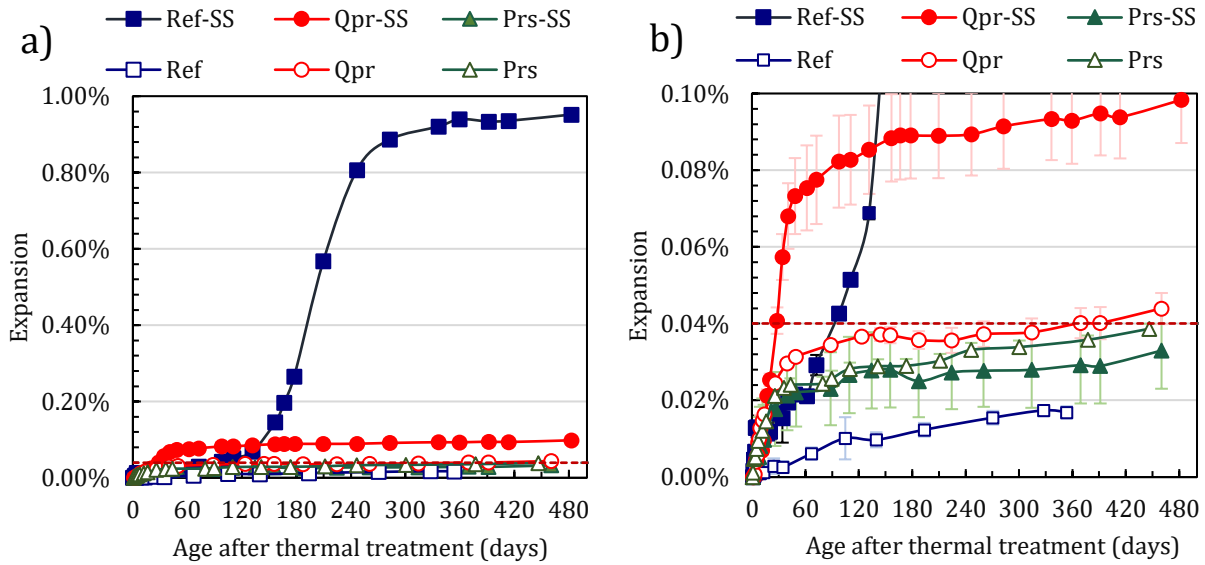 a)
Ref-SS Qpr-SS Prs-SS
Ref Qpr Prs
1.00%
0.80%
0.60%
0.40%
0.20%
0.00%
Expansion
0 60 120 180 240 300 360 420 480
Age after thermal treatment (days)
b)
Ref-SS Qpr-SS Prs-SS
Ref Qpr Prs
0.10%
0.08%
0.06%
0.04%
0.02%
0.00%
Expansion
0 60 120 180 240 300 360 420 480
Age after thermal treatment (days)